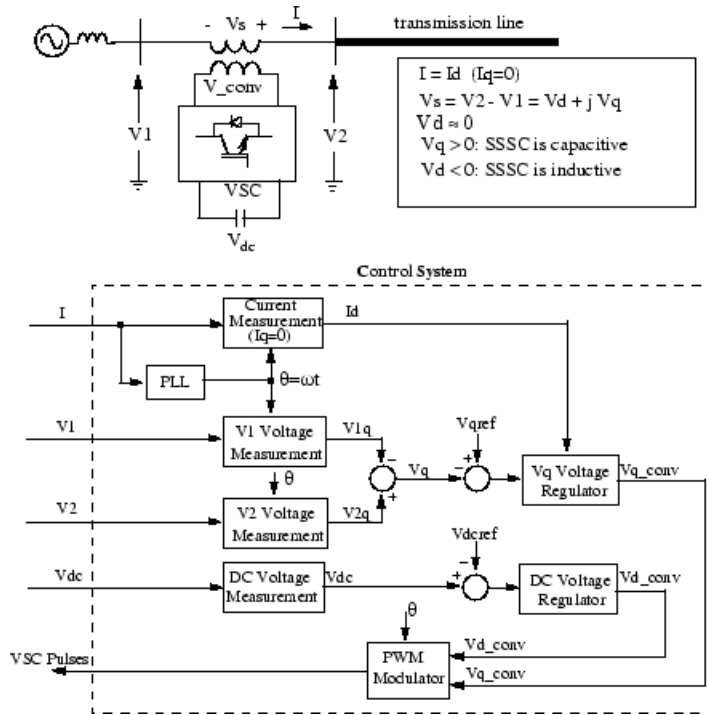 - Vs +
I
transmission line
V_conv
V1
V2
VSC
Vdc
I = Id (Iq=0)
Vs = V2 - V1 = Vd + j Vq
Vd ≈ 0
Vq > 0: SSSC is capacitive
Vd < 0: SSSC is inductive
Control System
I
Current
Measurement
(Iq=0)
Id
PLL
θ=ωt
V1
V1 Voltage
Measurement
V1q
θ
V2
V2 Voltage
Measurement
V2q
-
+
Vq
Vqref
+
-
Vq Voltage
Regulator
Vq_conv
Vdc
DC Voltage
Measurement
Vdc
Vdcref
-
+
DC Voltage
Regulator
Vd_conv
θ
VSC Pulses
PWM
Modulator
Vd_conv
Vq_conv